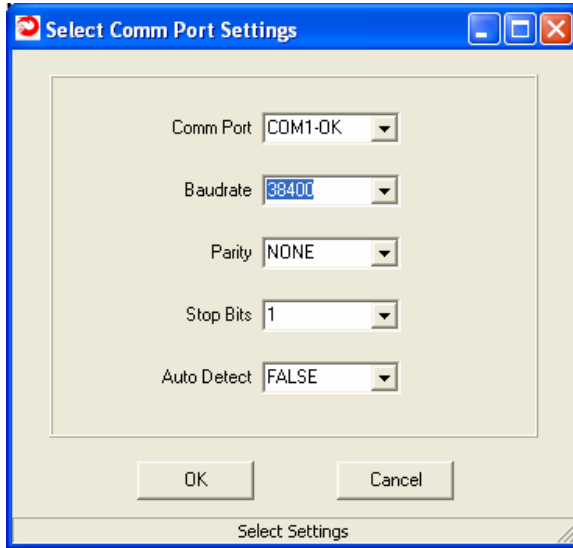 Select Comm Port Settings
Comm Port COM1-OK
Baudrate 38400
Parity NONE
Stop Bits 1
Auto Detect FALSE
OK Cancel
Select Settings